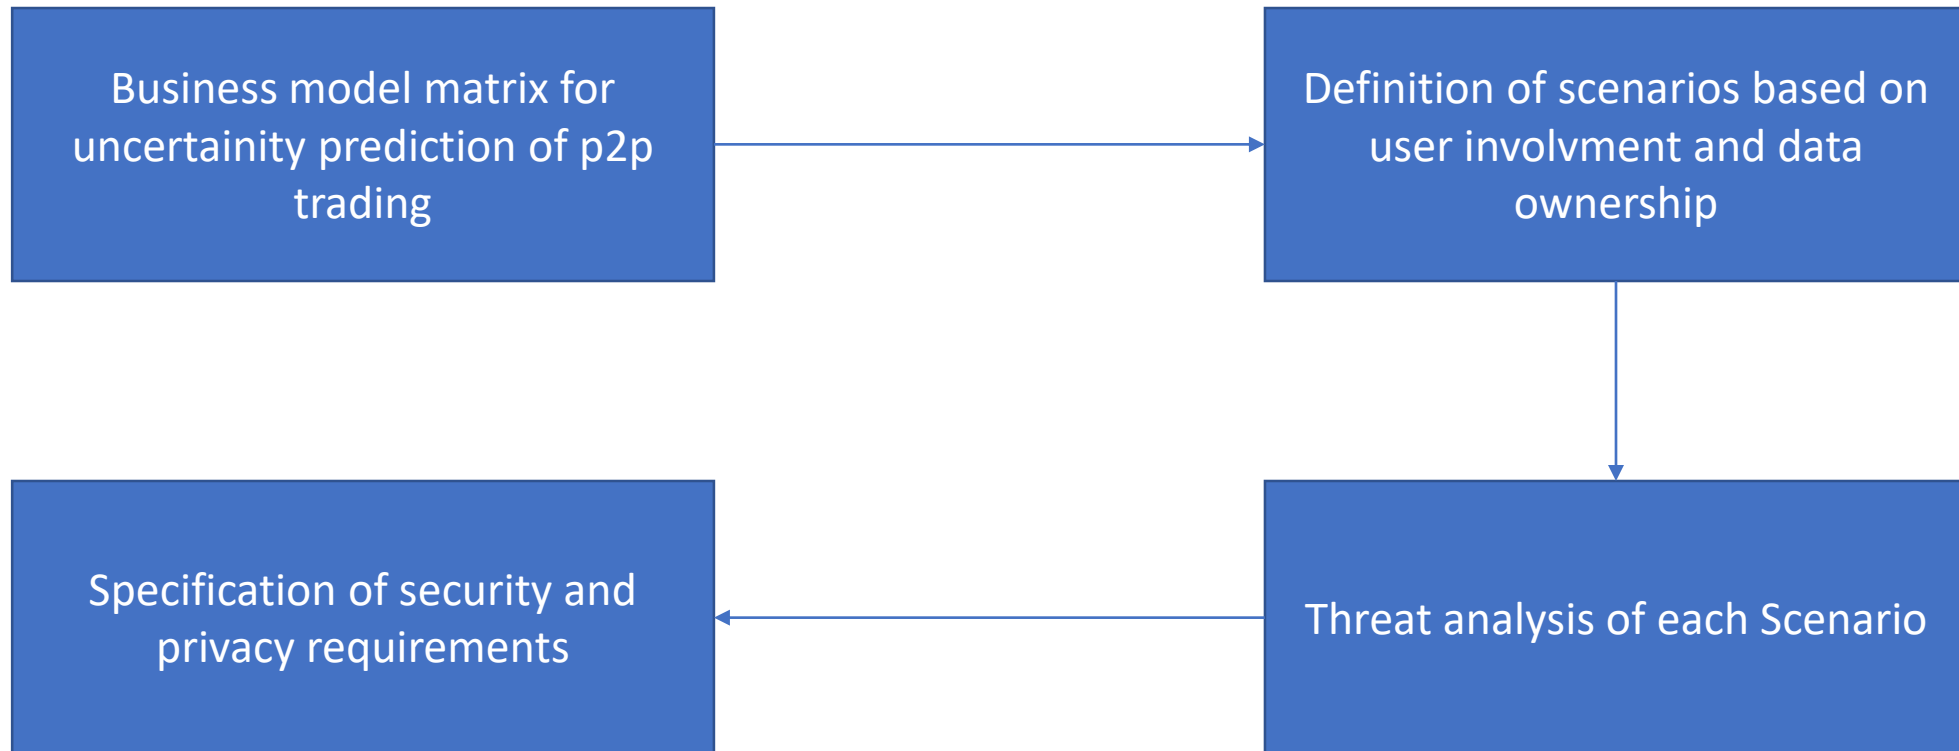 Business model matrix for
uncertainity prediction of p2p
trading
Definition of scenarios based on
user involvment and data
ownership
Threat analysis of each Scenario
Specification of security and
privacy requirements